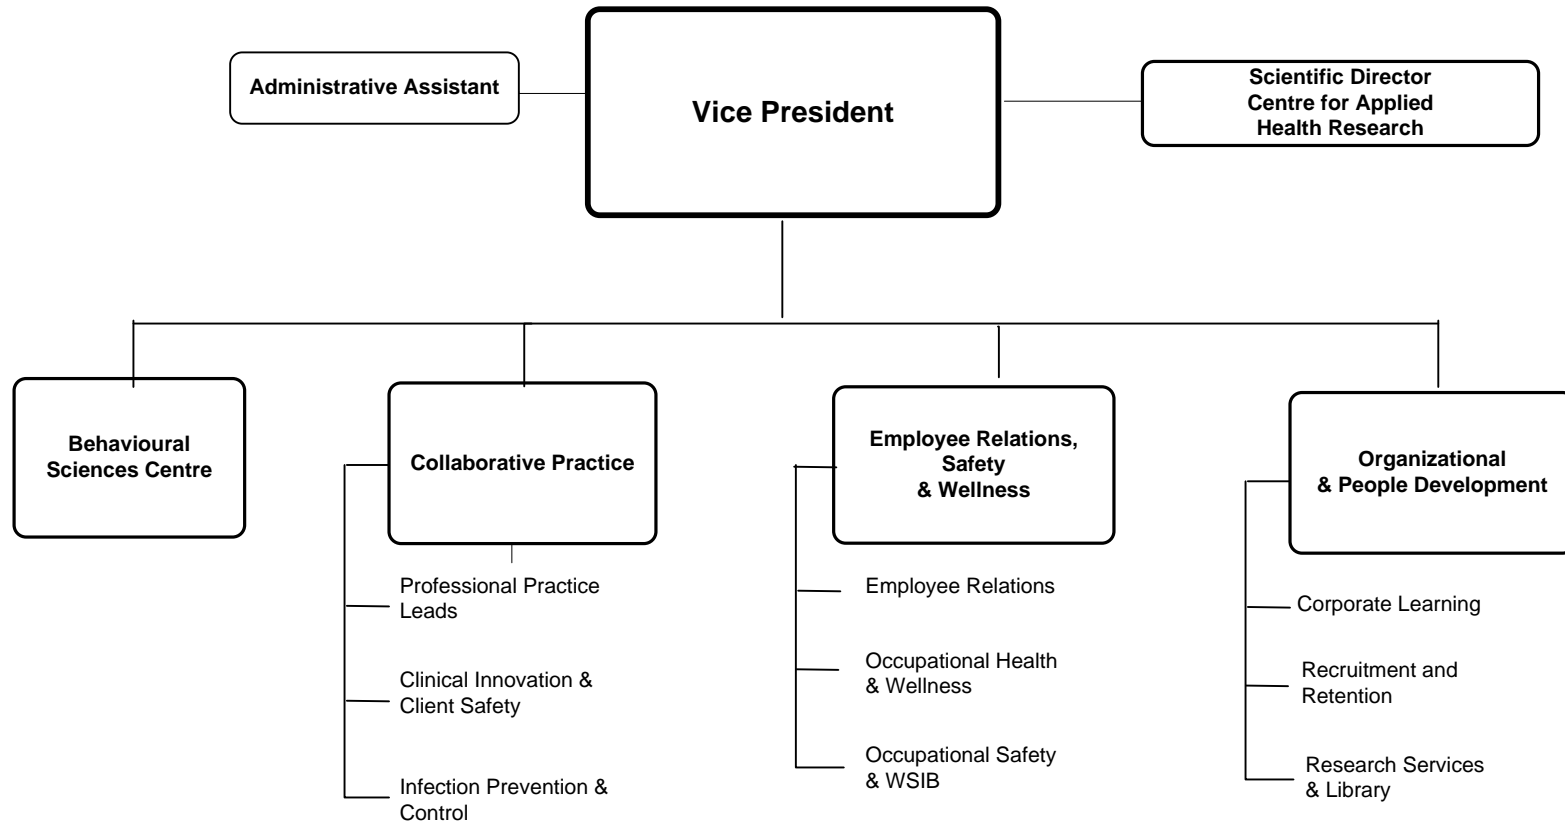 Administrative Assistant
Vice President
Scientific Director
Centre for Applied
Health Research
Behavioural
Sciences Centre
Collaborative Practice
Professional Practice
Leads
Clinical Innovation &
Client Safety
Infection Prevention &
Control
Employee Relations,
Safety
& Wellness
Employee Relations
Occupational Health
& Wellness
Occupational Safety
& WSIB
Organizational
& People Development
Corporate Learning
Recruitment and
Retention
Research Services
& Library